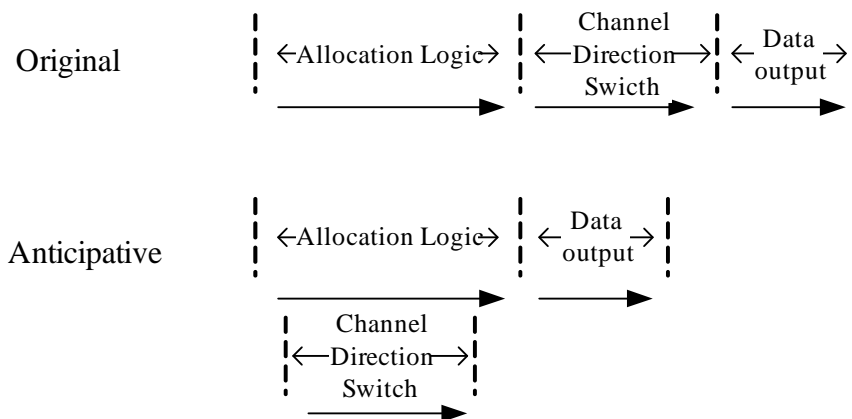 Original
Allocation Logic
Channel
Direction
Swicth
Data
output
Anticipative
Allocation Logic
Data
output
Channel
Direction
Switch